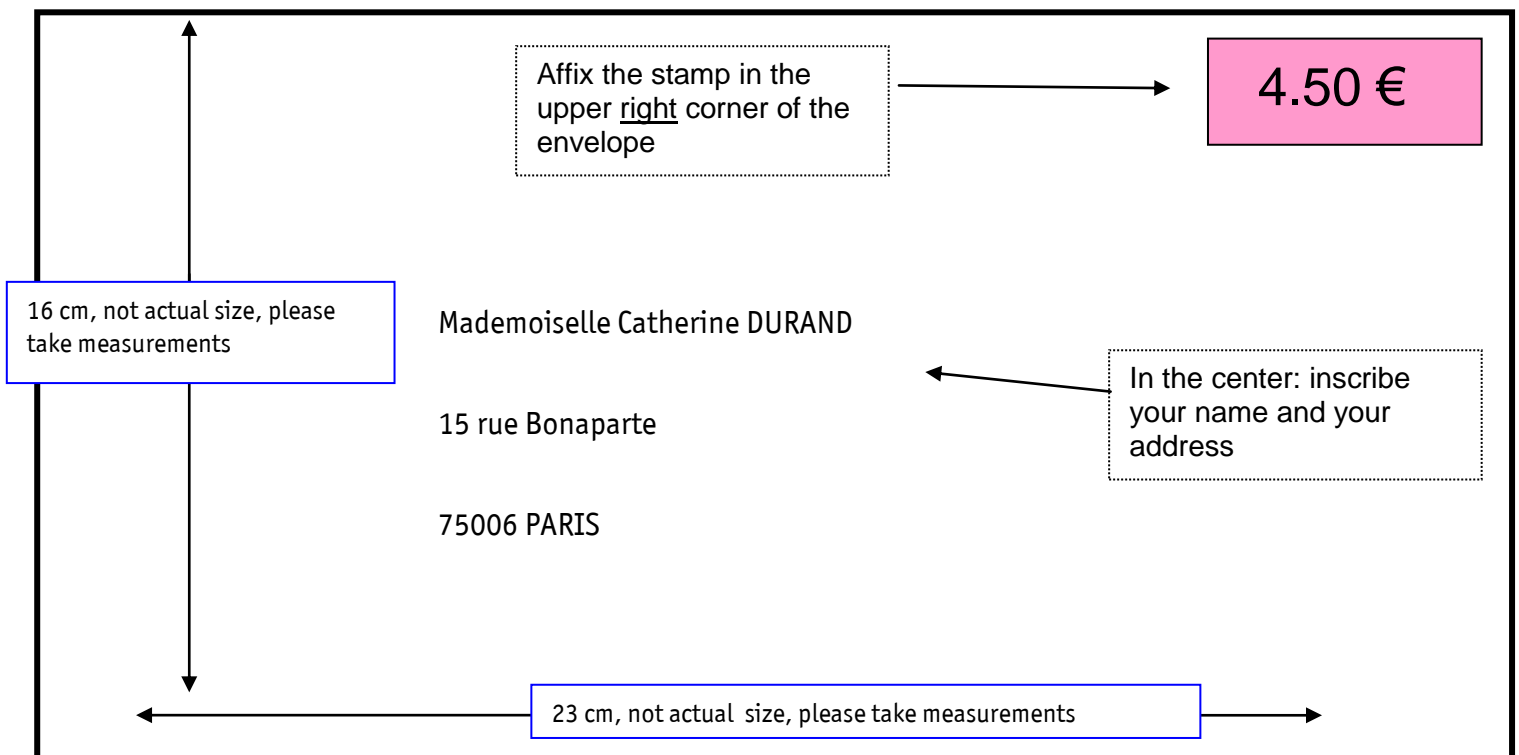 Affix the stamp in the
upper right corner of the
envelope
4.50 €
16 cm, not actual size, please
take measurements
Mademoiselle Catherine DURAND
In the center: inscribe
your name and your
address
15 rue Bonaparte
75006 PARIS
23 cm, not actual size, please take measurements